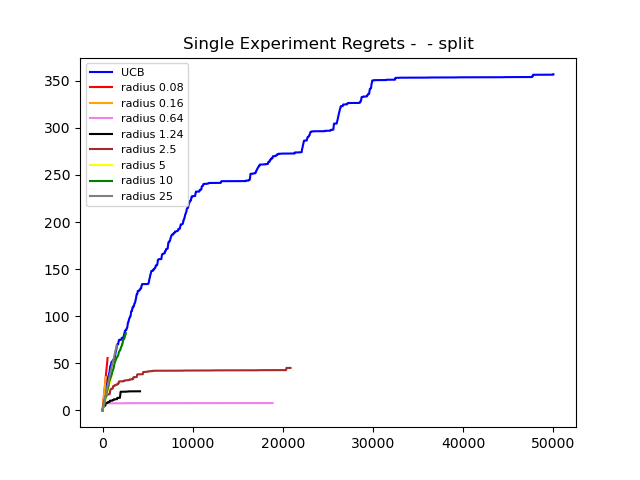 Single Experiment Regrets -  - split
UCB
radius 0.08
radius 0.16
radius 0.64
radius 1.24
radius 2.5
radius 5
radius 10
radius 25
350
300
250
200
150
100
50
0
0 10000 20000 30000 40000 50000